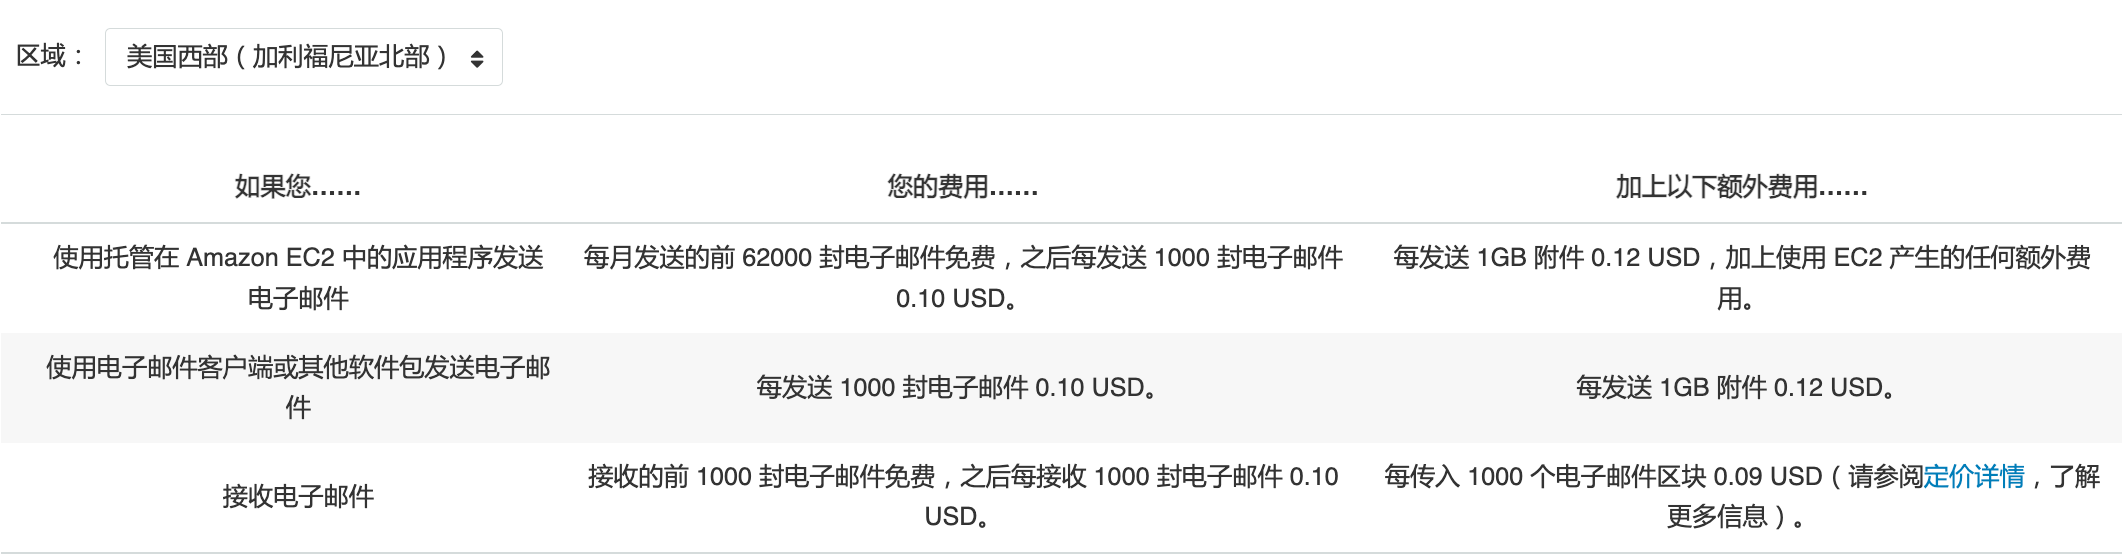 区域：
美国西部（加利福尼亚北部）
如果您……
您的费用……
加上以下额外费用……
使用托管在 Amazon EC2 中的应用程序发送
电子邮件
每月发送的前 62000 封电子邮件免费，之后每发送 1000 封电子邮件
0.10 USD。
每发送 1GB 附件 0.12 USD，加上使用 EC2 产生的任何额外费
用。
使用电子邮件客户端或其他软件包发送电子邮
件
每发送 1000 封电子邮件 0.10 USD。
每发送 1GB 附件 0.12 USD。
接收电子邮件
接收的前 1000 封电子邮件免费，之后每接收 1000 封电子邮件 0.10
USD。
每传入 1000 个电子邮件区块 0.09 USD（请参阅定价详情，了解
更多信息）。